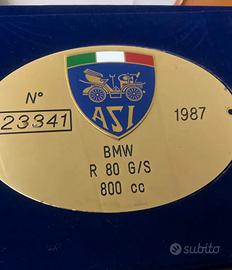 N° 23341
ASI
1987
BMW
R 80 G/S
800 cc
subito